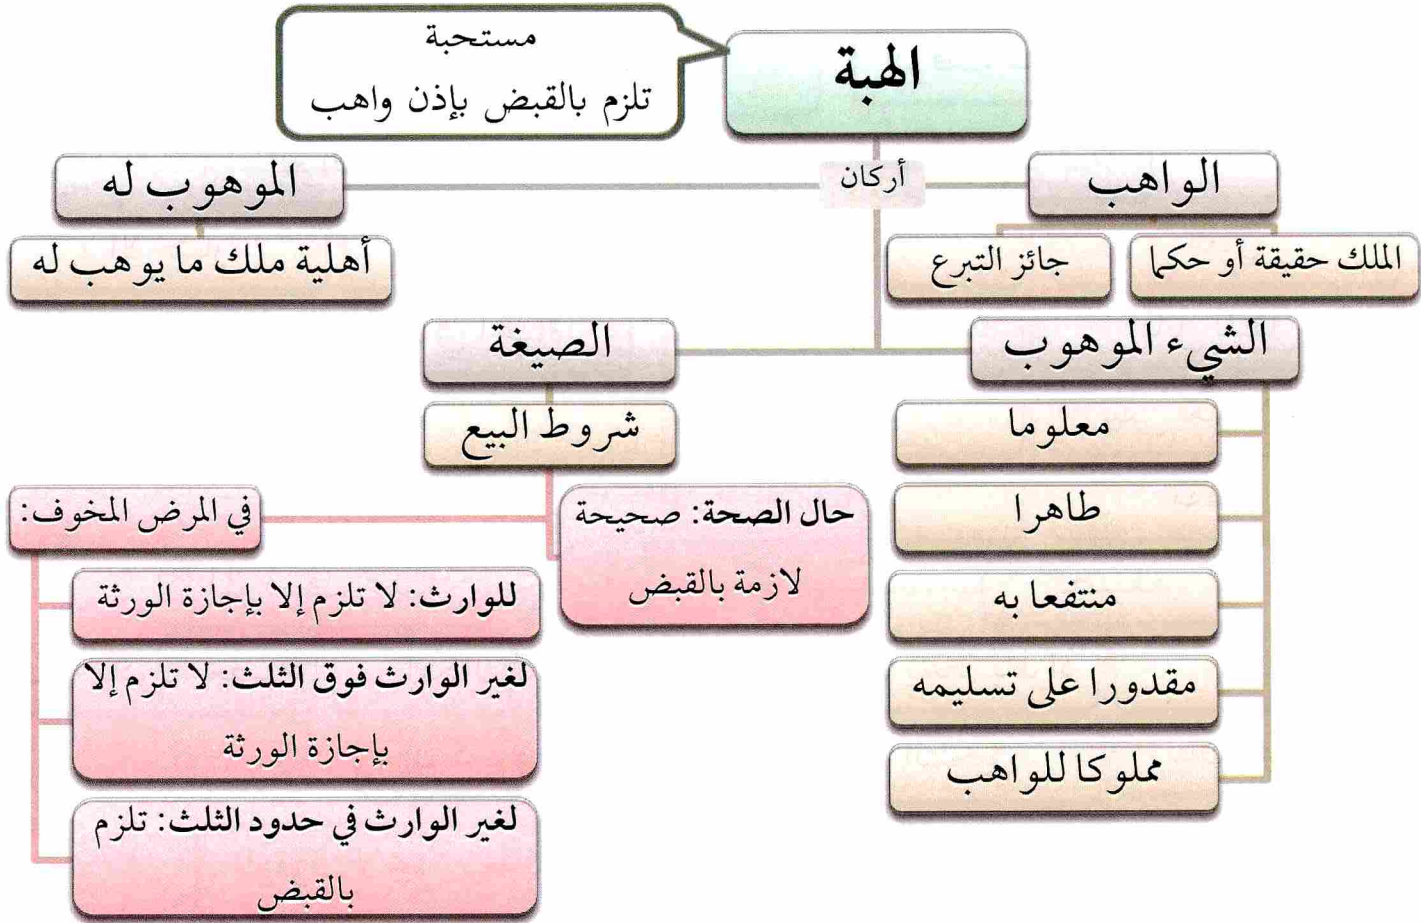 الهبة
مستحبة
تلزم بالقبض بإذن واهب
أركان
الواهب
الملك حقيقة أو حكما
جائز التبرع
الموهوب له
أهلية ملك ما يوهب له
الشيء الموهوب
معلوما
طاهرا
منتفعا به
مقدورا على تسليمه
مملوكا للواهب
الصيغة
شروط البيع
حال الصحة: صحيحة
لازمة بالقبض
في المرض المخوف:
للوارث: لا تلزم إلا بإجازة الورثة
لغير الوارث فوق الثلث: لا تلزم إلا
بإجازة الورثة
لغير الوارث في حدود الثلث: تلزم
بالقبض